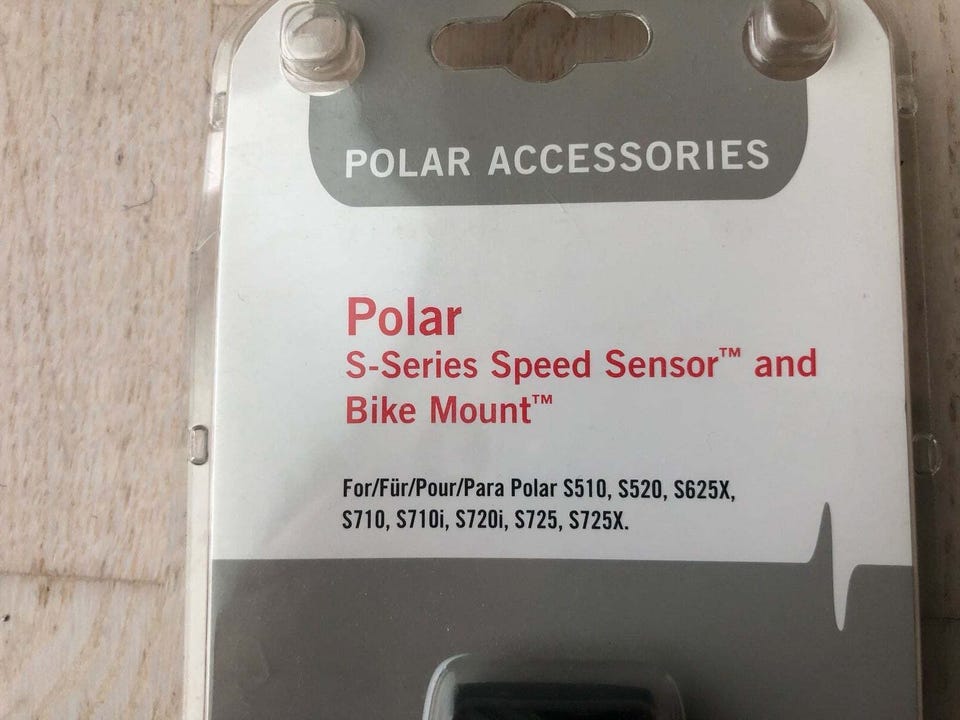 POLAR ACCESSORIES
Polar
S-Series Speed Sensor™ and
Bike Mount™
For/Für/Pour/Para Polar S510, S520, S625X,
S710, S710i, S720i, S725, S725X.